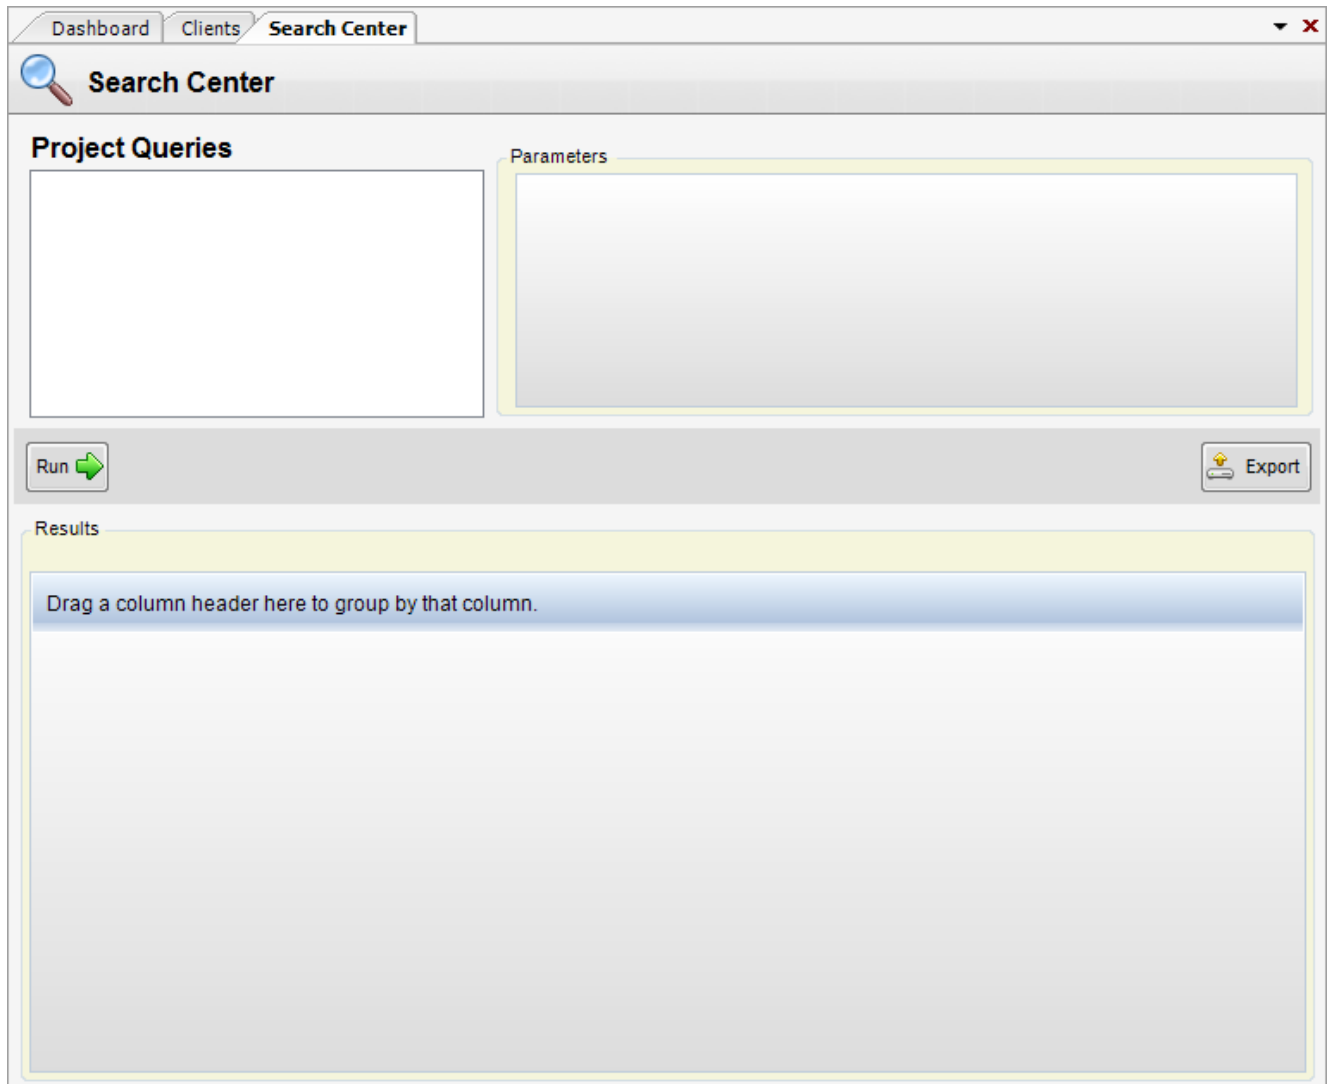 Dashboard
Clients
Search Center
Search Center
Project Queries
Parameters
Run
Export
Results
Drag a column header here to group by that column.